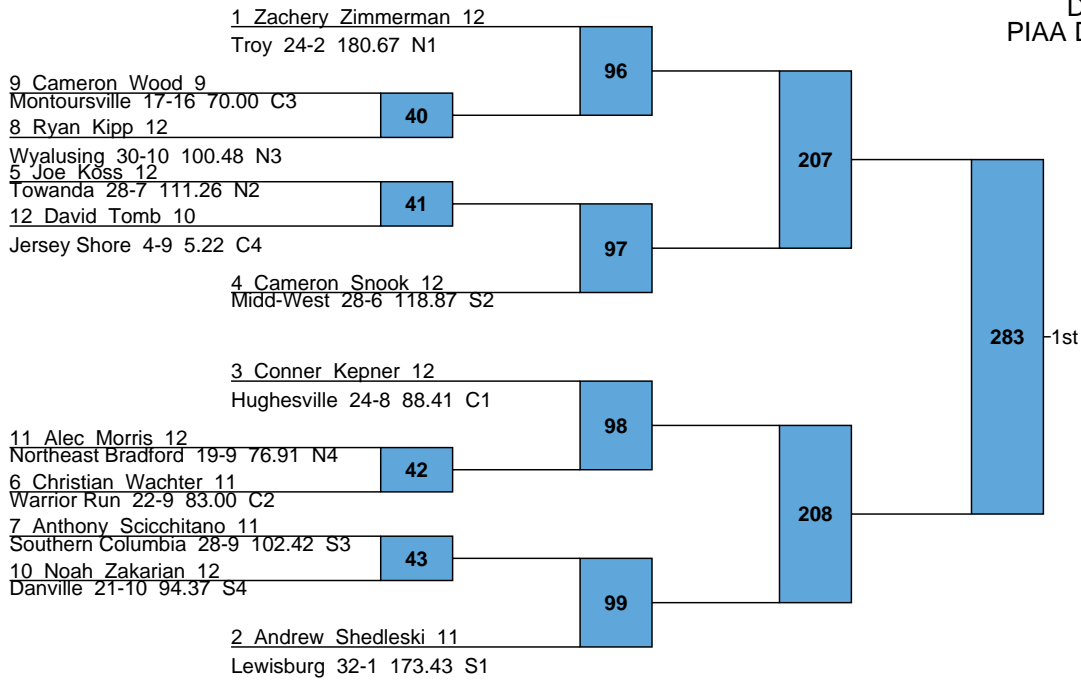 1 Zachery Zimmerman 12
Troy 24-2 180.67 N1
D
PIAA D
96
9 Cameron Wood 9
Montoursville 17-16 70.00 C3
40
8 Ryan Kipp 12
Wyalusing 30-10 100.48 N3
207
5 Joe Koss 12
Towanda 28-7 111.26 N2
41
12 David Tomb 10
Jersey Shore 4-9 5.22 C4
97
4 Cameron Snook 12
Midd-West 28-6 118.87 S2
283
1st
3 Conner Kepner 12
Hughesville 24-8 88.41 C1
98
11 Alec Morris 12
Northeast Bradford 19-9 76.91 N4
42
6 Christian Wachter 11
Warrior Run 22-9 83.00 C2
208
7 Anthony Scicchitano 11
Southern Columbia 28-9 102.42 S3
43
10 Noah Zakarian 12
Danville 21-10 94.37 S4
99
2 Andrew Shedleski 11
Lewisburg 32-1 173.43 S1